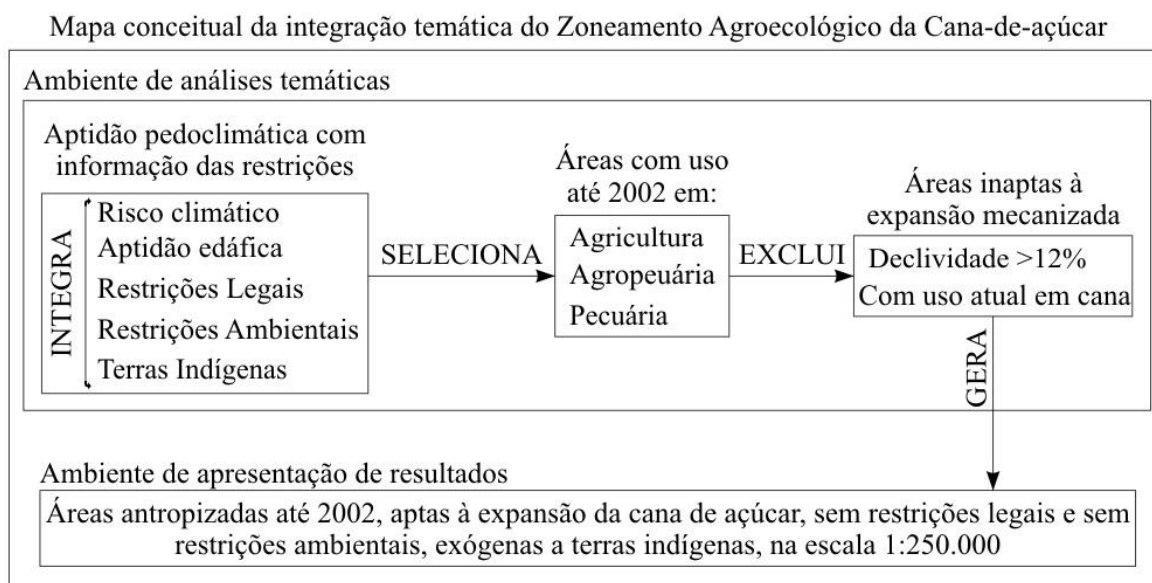 Mapa conceitual da integração temática do Zoneamento Agroecológico da Cana-de-açúcar
Ambiente de análises temáticas
Aptidão pedoclimática com
informação das restrições
INTEGRA
Risco climático
Aptidão edáfica
Restrições Legais
Restrições Ambientais
Terras Indígenas
SELECIONA
Áreas com uso
até 2002 em:
Agricultura
Agropeuária
Pecuária
EXCLUI
Áreas inaptas à
expansão mecanizada
Declividade >12%
Com uso atual em cana
GERA
Ambiente de apresentação de resultados
Áreas antropizadas até 2002, aptas à expansão da cana de açúcar, sem restrições legais e sem
restrições ambientais, exógenas a terras indígenas, na escala 1:250.000